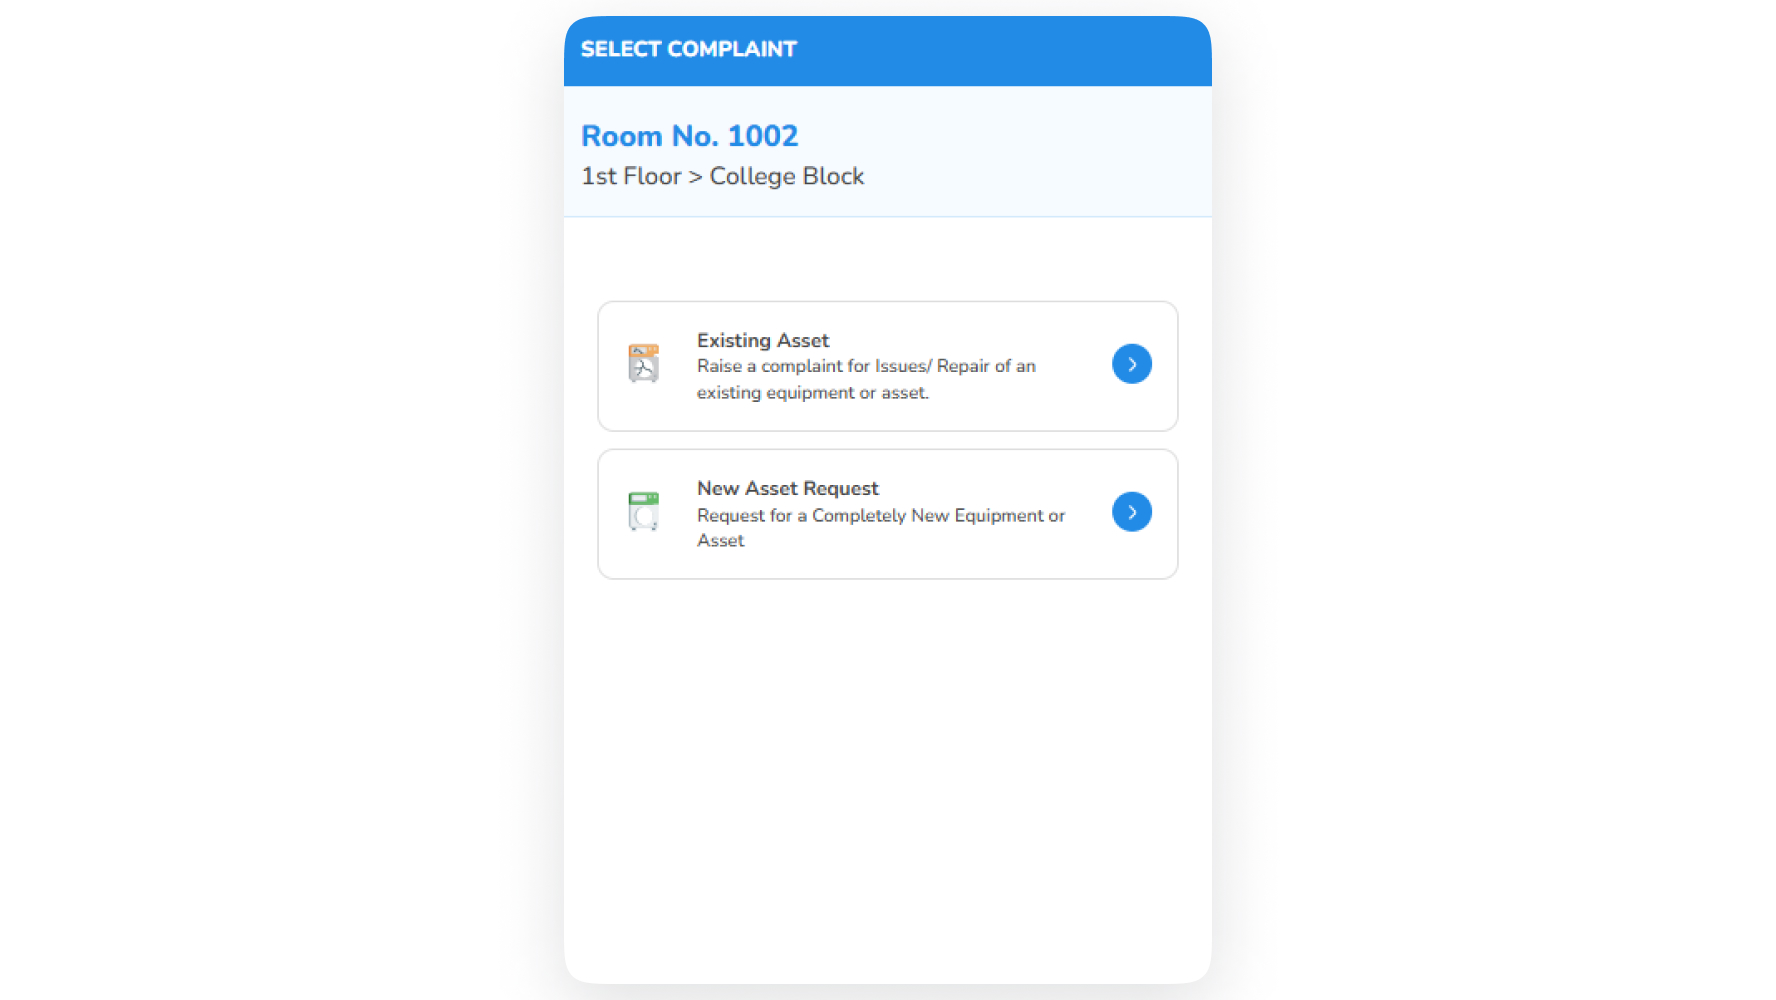 SELECT COMPLAINT
Room No. 1002
1st Floor > College Block
Existing Asset
Raise a complaint for Issues/ Repair of an
existing equipment or asset.
New Asset Request
Request for a Completely New Equipment or
Asset